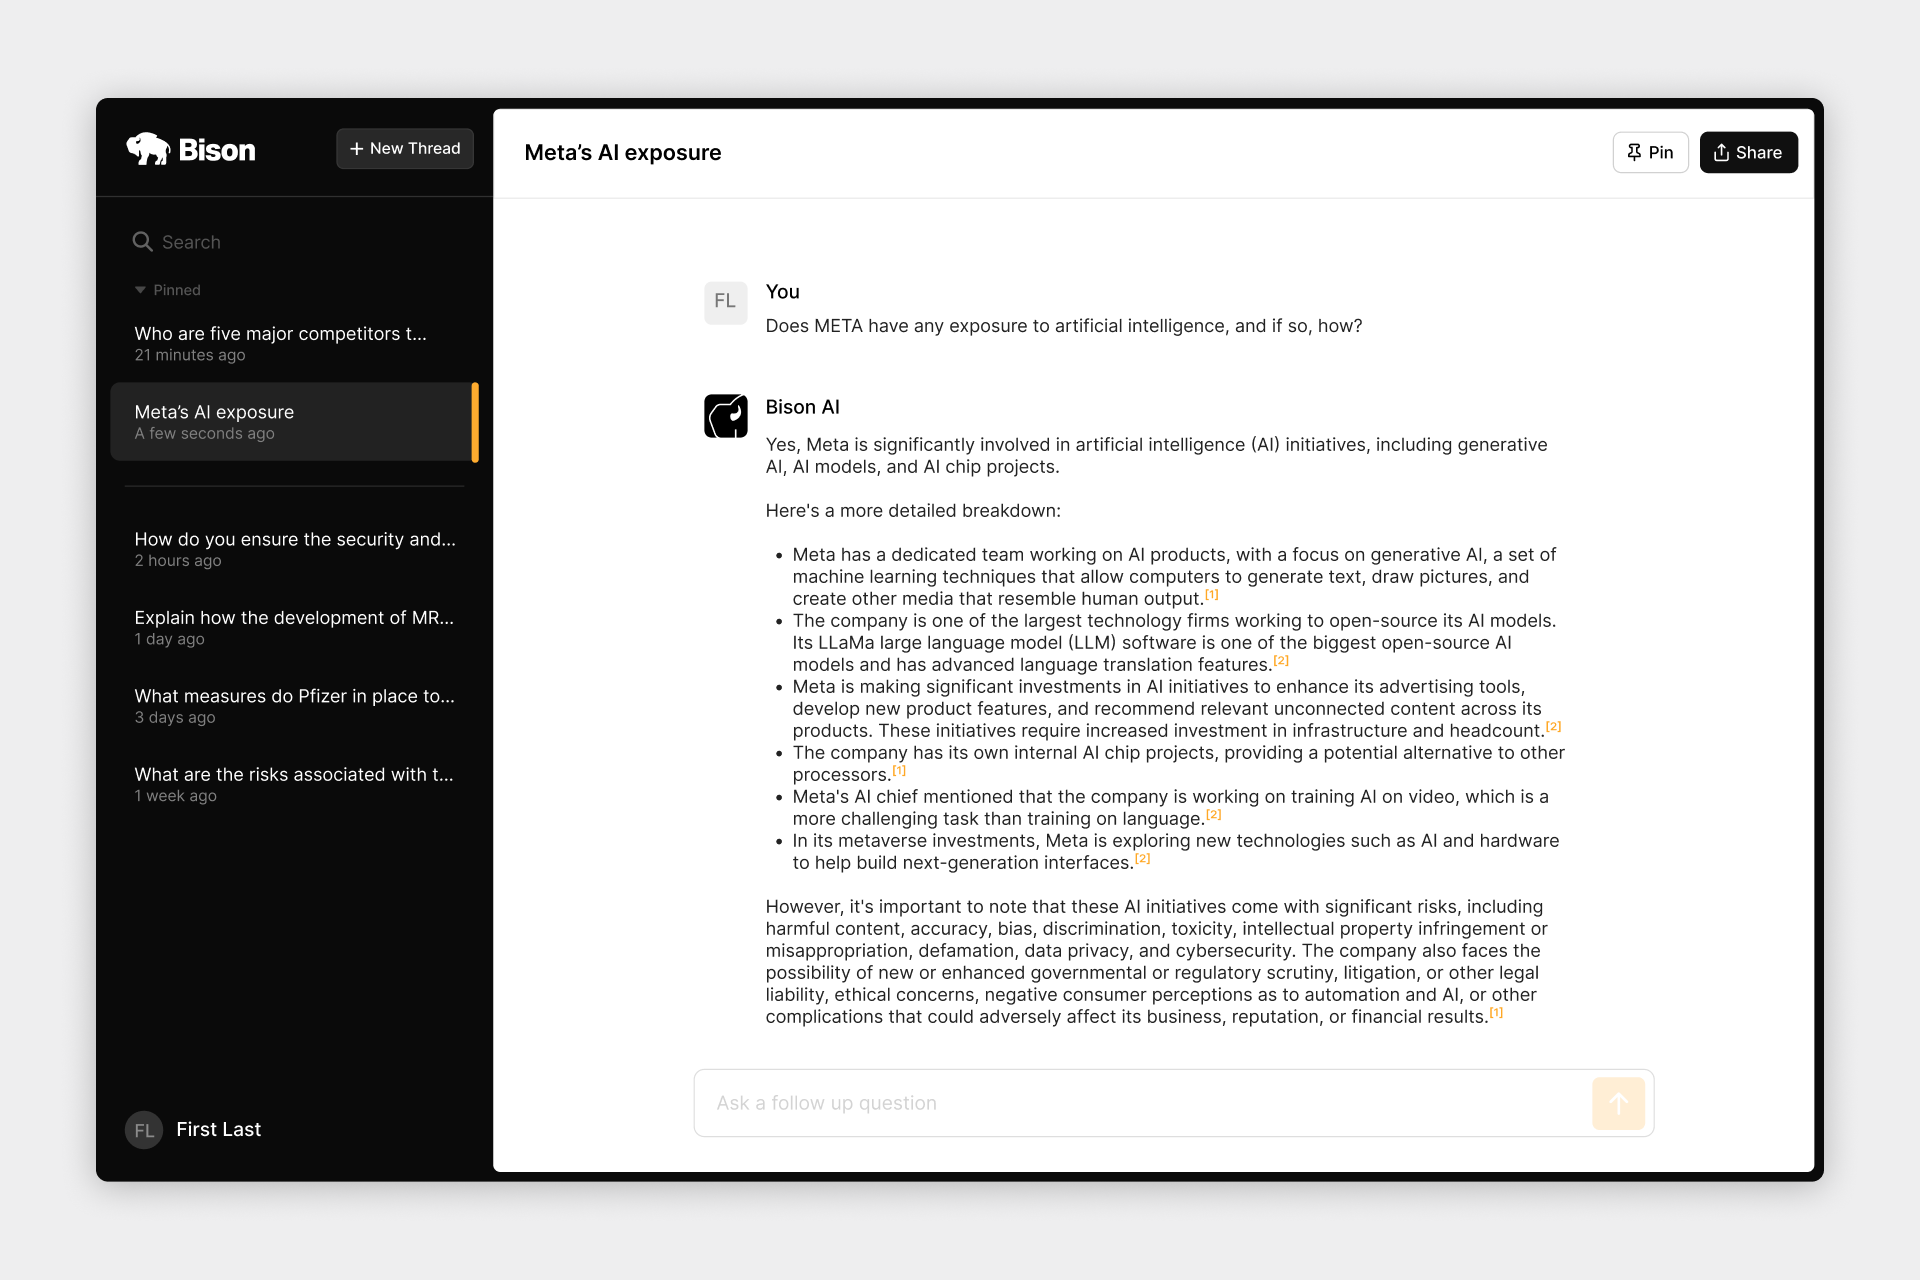 Bison
+ New Thread
Search
Pinned
Who are five major competitors t...
21 minutes ago
Meta’s AI exposure
A few seconds ago
How do you ensure the security and...
2 hours ago
Explain how the development of MR...
1 day ago
What measures do Pfizer in place to...
3 days ago
What are the risks associated with t...
1 week ago
FL First Last
Meta’s AI exposure
Pin
Share
FL
You
Does META have any exposure to artificial intelligence, and if so, how?
Bison AI
Yes, Meta is significantly involved in artificial intelligence (AI) initiatives, including generative
AI, AI models, and AI chip projects.
Here's a more detailed breakdown:
• Meta has a dedicated team working on AI products, with a focus on generative AI, a set of
machine learning techniques that allow computers to generate text, draw pictures, and
create other media that resemble human output.[1]
• The company is one of the largest technology firms working to open-source its AI models.
Its LLaMa large language model (LLM) software is one of the biggest open-source AI
models and has advanced language translation features.[2]
• Meta is making significant investments in AI initiatives to enhance its advertising tools,
develop new product features, and recommend relevant unconnected content across its
products. These initiatives require increased investment in infrastructure and headcount.[2]
• The company has its own internal AI chip projects, providing a potential alternative to other
processors.[1]
• Meta's AI chief mentioned that the company is working on training AI on video, which is a
more challenging task than training on language.[2]
• In its metaverse investments, Meta is exploring new technologies such as AI and hardware
to help build next-generation interfaces.[2]
However, it's important to note that these AI initiatives come with significant risks, including
harmful content, accuracy, bias, discrimination, toxicity, intellectual property infringement or
misappropriation, defamation, data privacy, and cybersecurity. The company also faces the
possibility of new or enhanced governmental or regulatory scrutiny, litigation, or other legal
liability, ethical concerns, negative consumer perceptions as to automation and AI, or other
complications that could adversely affect its business, reputation, or financial results.[1]
Ask a follow up question